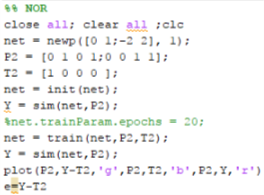 %% NOR
close all; clear all ;clc
net = newp([0 1;-2 2], 1);
P2 = [0 1 0 1;0 0 1 1];
T2 = [1 0 0 0 ];
net = init(net);
Y = sim(net,P2);
%net.trainParam.epochs = 20;
net = train(net,P2,T2);
Y = sim(net,P2);
plot(P2,Y-T2,'g',P2,T2,'b',P2,Y,'r')
e=Y-T2